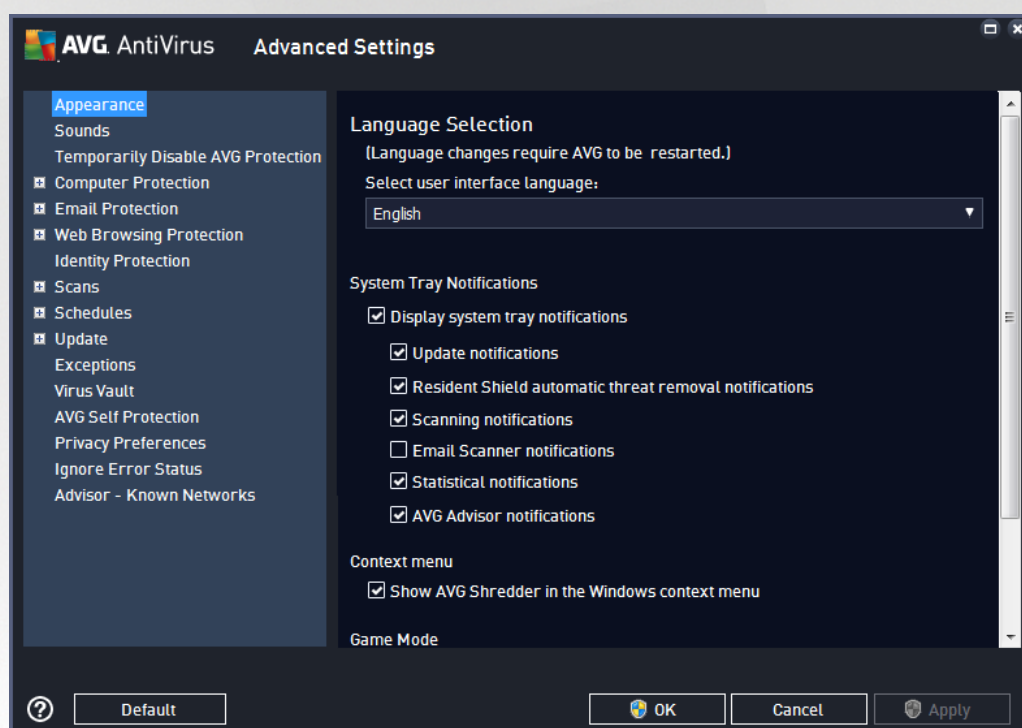 AVG. AntiVirus Advanced Settings
Appearance
Sounds
Temporarily Disable AVG Protection
Computer Protection
Email Protection
Web Browsing Protection
Identity Protection
Scans
Schedules
Update
Exceptions
Virus Vault
AVG Self Protection
Privacy Preferences
Ignore Error Status
Advisor - Known Networks
Language Selection
(Language changes require AVG to be restarted.)
Select user interface language:
English
System Tray Notifications
Display system tray notifications
Update notifications
Resident Shield automatic threat removal notifications
Scanning notifications
Email Scanner notifications
Statistical notifications
AVG Advisor notifications
Context menu
Show AVG Shredder in the Windows context menu
Game Mode
Default
OK
Cancel
Apply